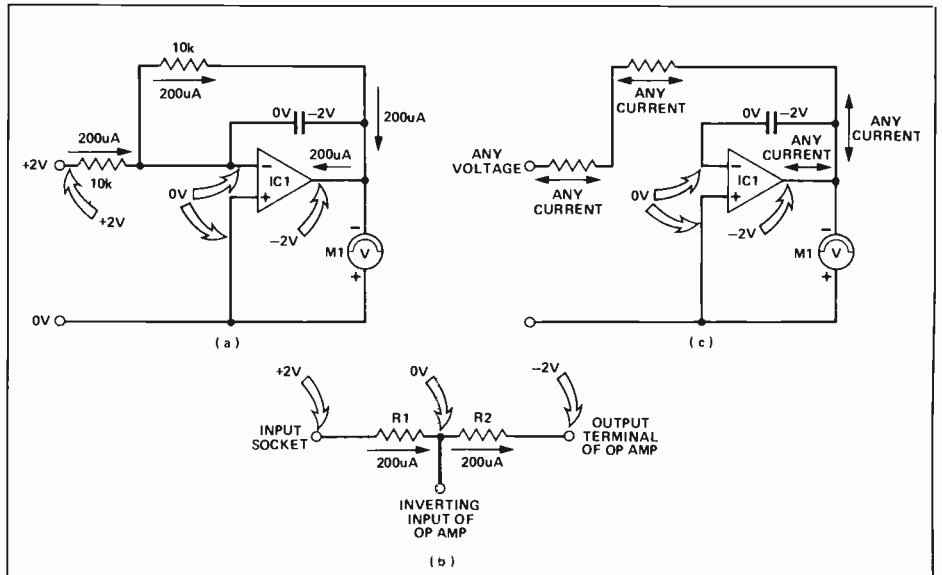 10k
200uA
0V
-2V
200uA
200uA
+2V
10k
200uA
-
IC1
+
0V
+2V
-2V
-
M1
V
+
0V
(a)
ANY
CURRENT
0V
-2V
ANY
CURRENT
ANY
VOLTAGE
ANY
CURRENT
ANY
CURRENT
-
IC1
+
0V
-2V
-
M1
V
+
(c)
+2V
0V
-2V
INPUT
SOCKET
R1
R2
OUTPUT
TERMINAL
OF OP AMP
200uA
200uA
INVERTING
INPUT OF
OP AMP
(b)